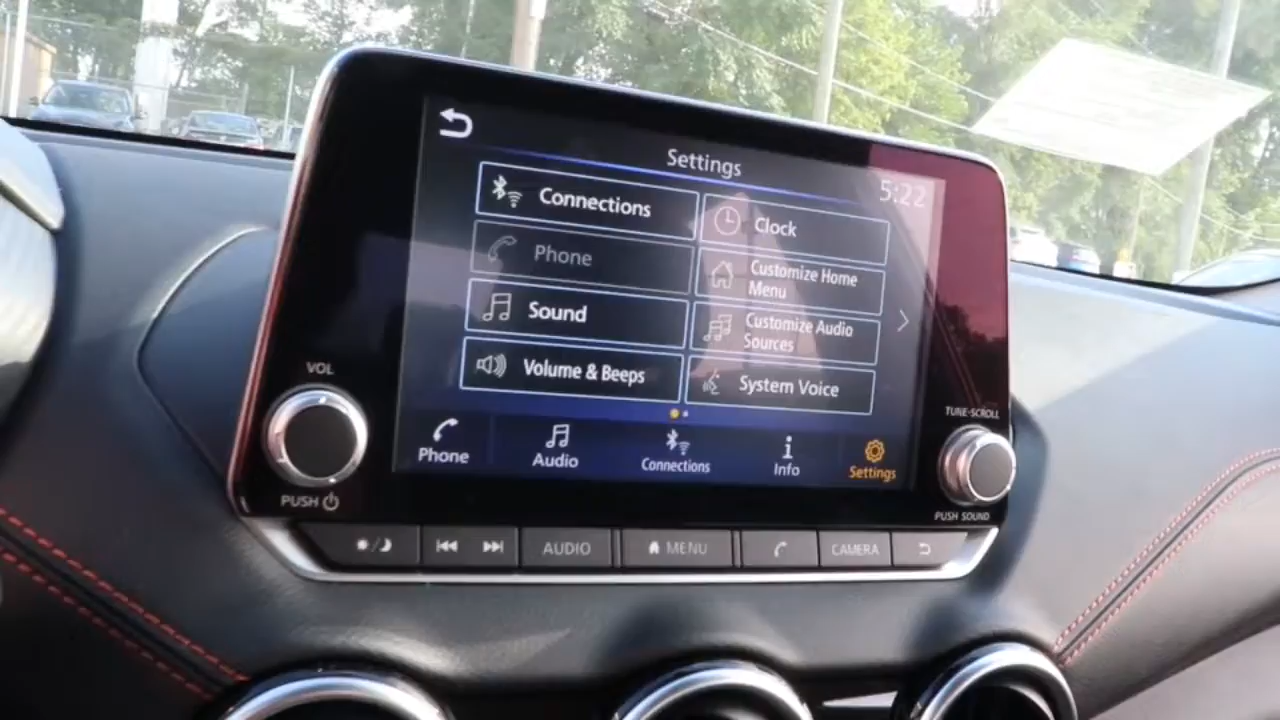 Settings
5:22
Connections
Clock
Phone
Customize Home
Menu
Sound
Customize Audio
Sources
Volume & Beeps
System Voice
Phone
Audio
Connections
Info
Settings
VOL
PUSH
TUNE-SCROLL
PUSH SOUND
AUDIO
MENU
CAMERA